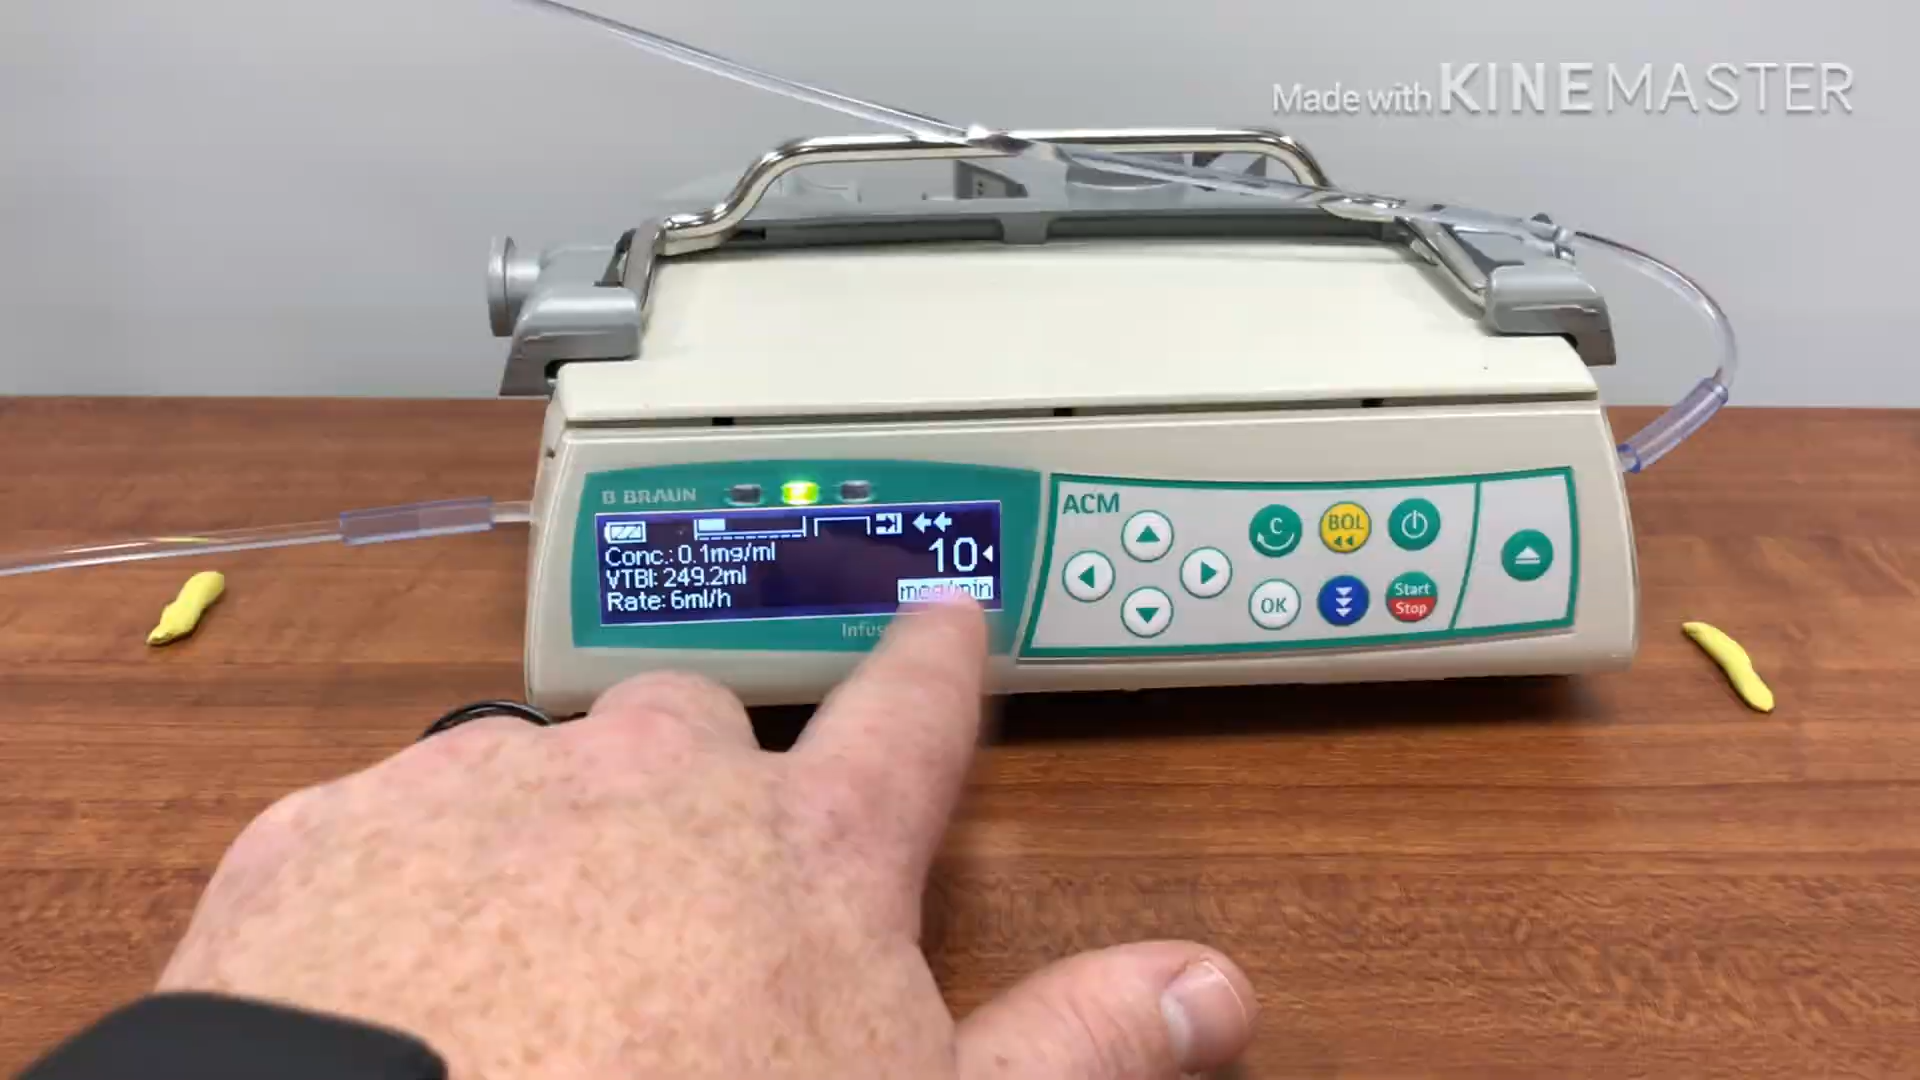 Made with KINEMASTER
B BRAUN
Conc.: 0.1mg/ml
VTBI: 249.2ml
Rate: 6ml/h
10
mcg/min
ACM
C
BOL
OK
Start
Stop